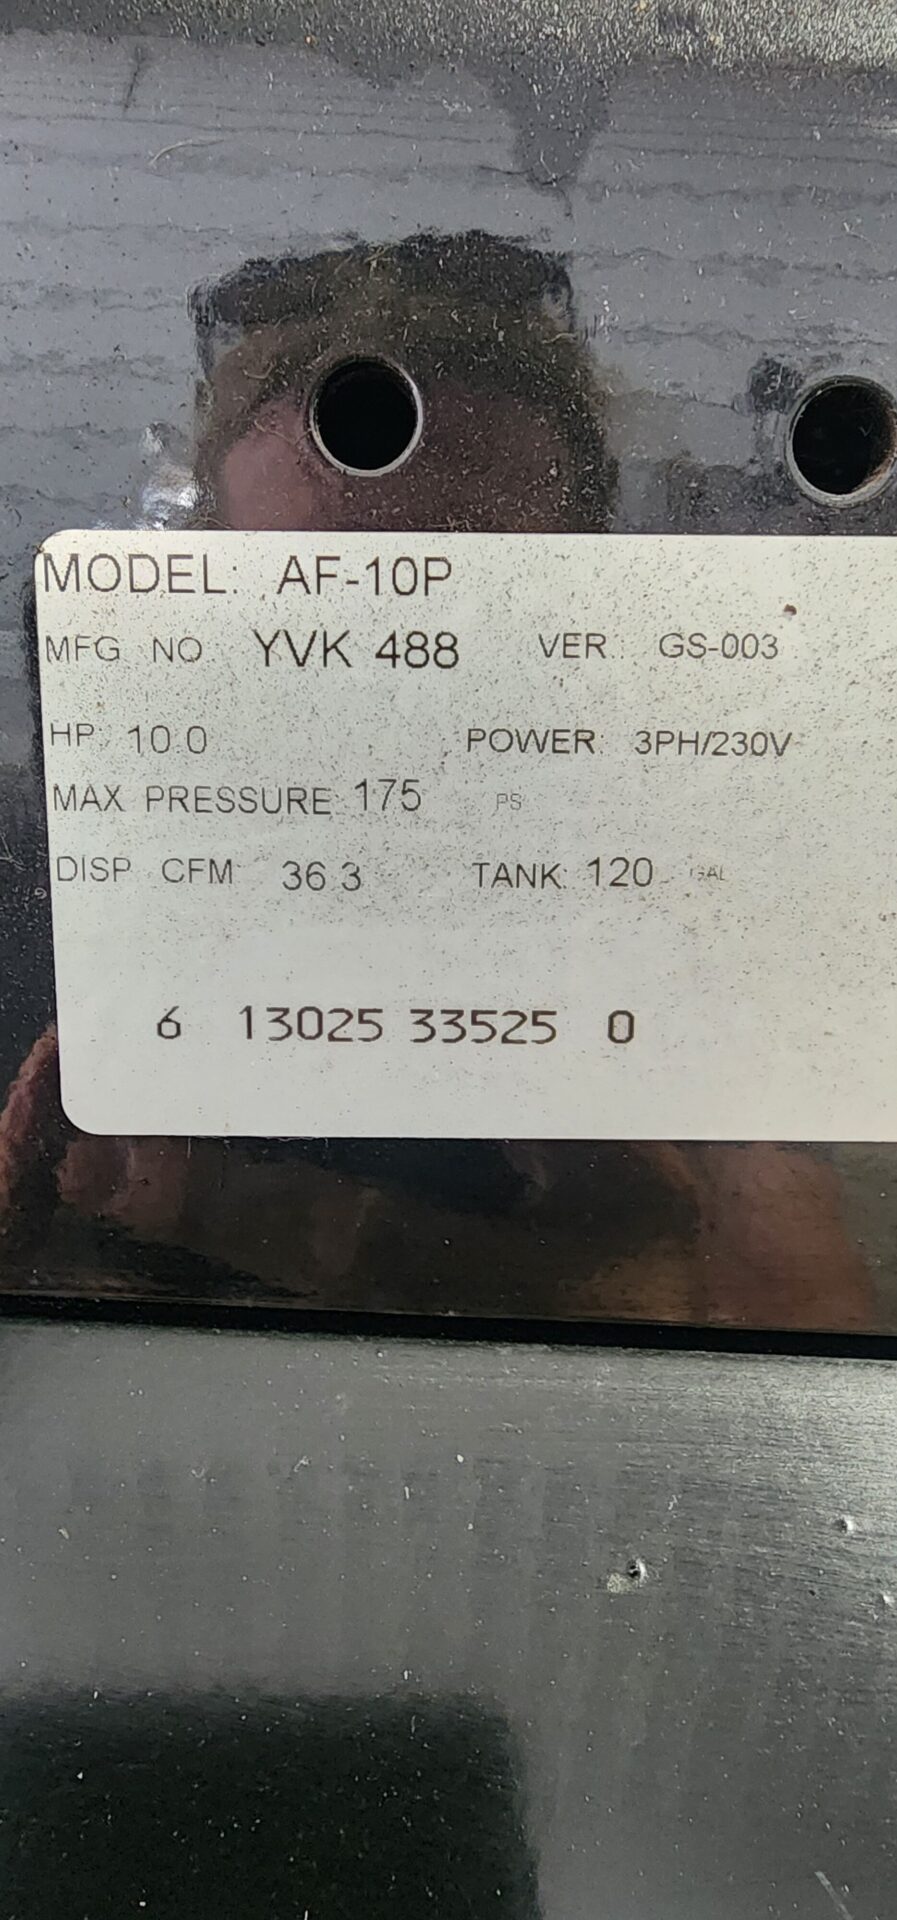 MODEL: AF-10P
MFG NO YVK 488 VER: GS-003
HP: 10.0 POWER: 3PH/230V
MAX PRESSURE: 175 PS
DISP CFM: 36.3 TANK: 120 GAL
6 13025 33525 0